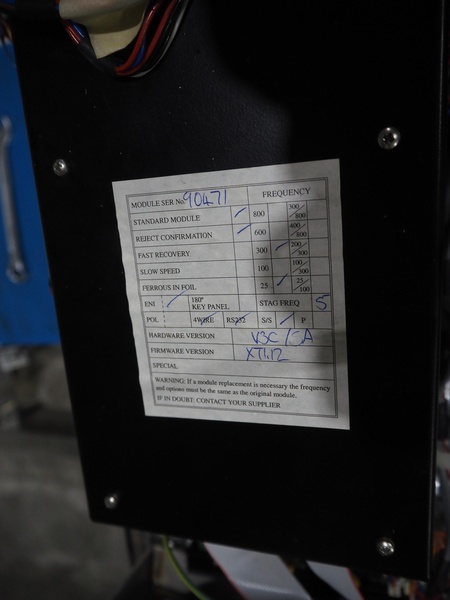 MODULE SER No. 90471 FREQUENCY
STANDARD MODULE ✓ 800 300/800
REJECT CONFIRMATION ✓ 600 400/800
FAST RECOVERY 300 ✓ 200/300
SLOW SPEED 100 100/300
FERROUS IN FOIL 25 ✓ 25/100
ENI ✓ 180° KEY PANEL STAG FREQ 5
POL 4WIRE RS232 S/S ✓ P
HARDWARE VERSION V3C /
FIRMWARE VERSION XT1.12
SPECIAL
WARNING: If a module replacement is necessary the frequency
and options must be the same as the original module.
IF IN DOUBT: CONTACT YOUR SUPPLIER